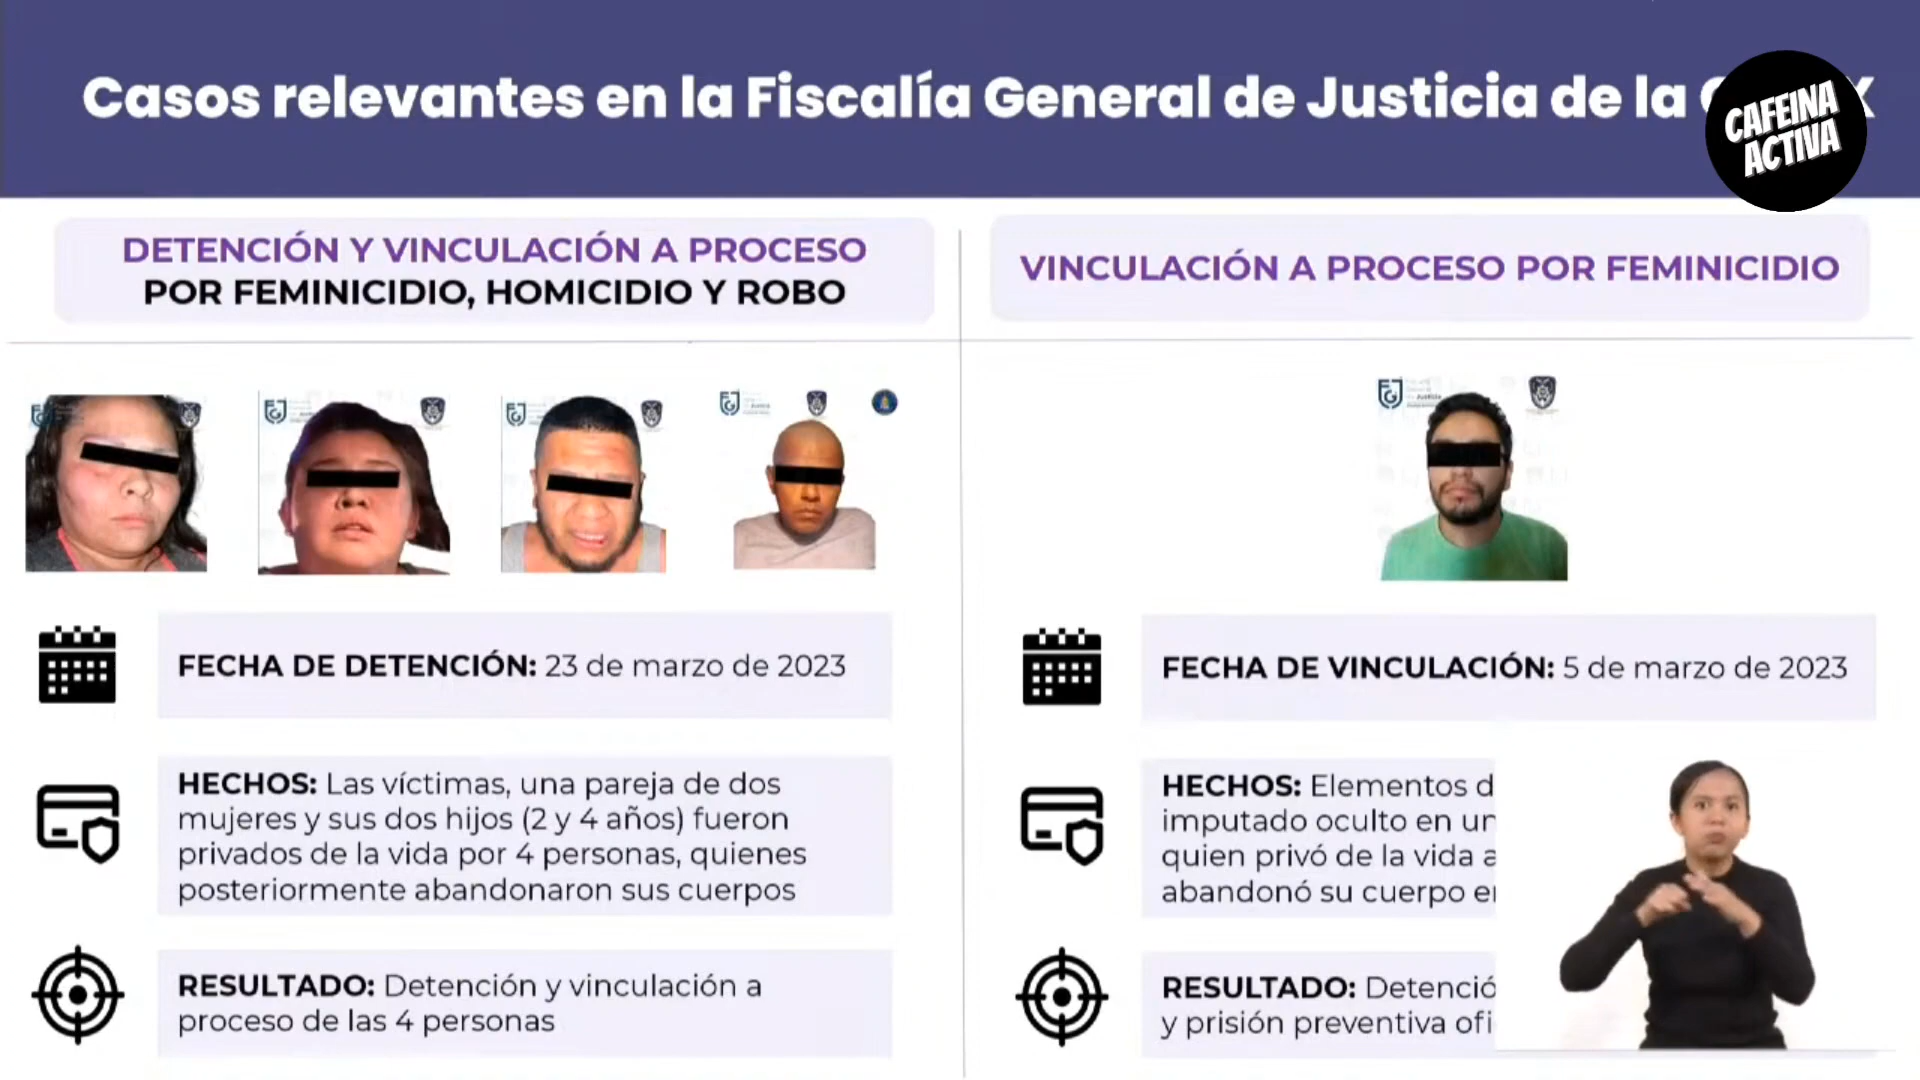 Casos relevantes en la Fiscalía General de Justicia de la
CAFEINA
ACTIVA
DETENCIÓN Y VINCULACIÓN A PROCESO
POR FEMINICIDIO, HOMICIDIO Y ROBO
FECHA DE DETENCIÓN: 23 de marzo de 2023
HECHOS: Las víctimas, una pareja de dos
mujeres y sus dos hijos (2 y 4 años) fueron
privados de la vida por 4 personas, quienes
posteriormente abandonaron sus cuerpos
RESULTADO: Detención y vinculación a
proceso de las 4 personas
VINCULACIÓN A PROCESO POR FEMINICIDIO
FECHA DE VINCULACIÓN: 5 de marzo de 2023
HECHOS: Elementos
imputado oculto en
quien privó de la vida
abandonó su cuerpo
RESULTADO:
y prisión preventiva